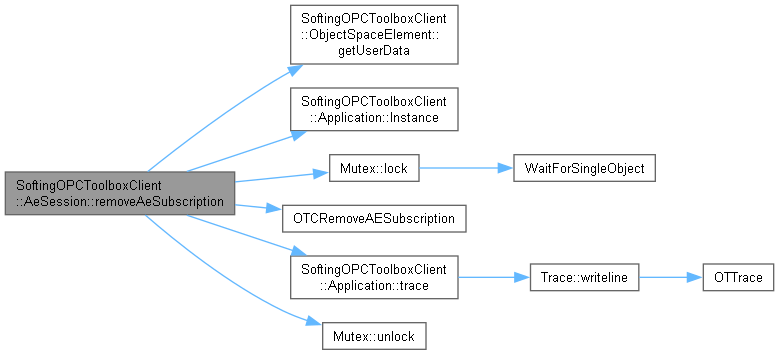 SoftingOPCToolboxClient
::ObjectSpaceElement::
getUserData
SoftingOPCToolboxClient
::Application::Instance
Mutex::lock
WaitForSingleObject
SoftingOPCToolboxClient
::AeSession::removeAeSubscription
OTCRemoveAESubscription
SoftingOPCToolboxClient
::Application::trace
Trace::writeline
OTTrace
Mutex::unlock